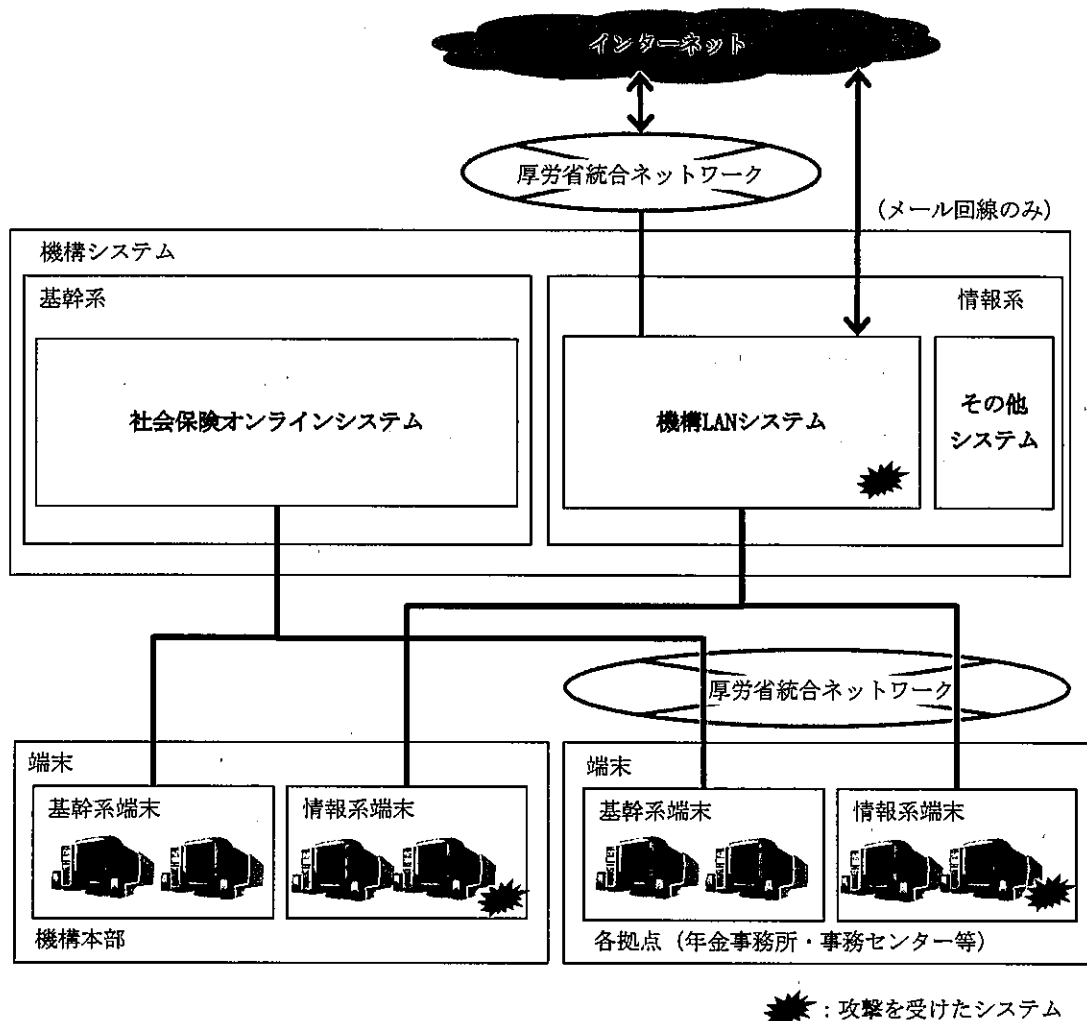 インターネット
厚労省統合ネットワーク
(メール回線のみ)
機構システム
基幹系
情報系
社会保険オンラインシステム
機構LANシステム
その他
システム
厚労省統合ネットワーク
端末
端末
基幹系端末
情報系端末
基幹系端末
情報系端末
機構本部
各拠点（年金事務所・事務センター等）
：攻撃を受けたシステム